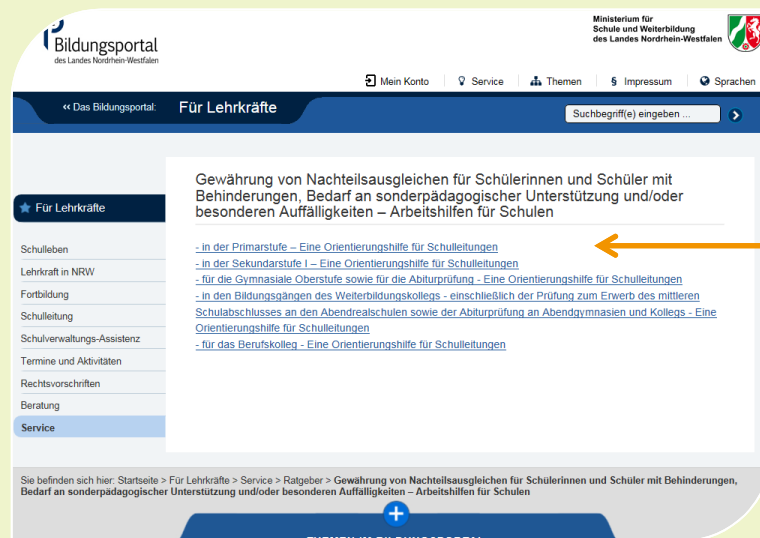 Bildungsportal
des Landes Nordrhein-Westfalen
Ministerium für
Schule und Weiterbildung
des Landes Nordrhein-Westfalen
Mein Konto
Service
Themen
§ Impressum
Sprachen
‹‹ Das Bildungsportal:
Für Lehrkräfte
Suchbegriff(e) eingeben ...
Für Lehrkräfte
Schulleben
Lehrkraft in NRW
Fortbildung
Schulleitung
Schulverwaltungs-Assistenz
Termine und Aktivitäten
Rechtsvorschriften
Beratung
Service
Gewährung von Nachteilsausgleichen für Schülerinnen und Schüler mit
Behinderungen, Bedarf an sonderpädagogischer Unterstützung und/oder
besonderen Auffälligkeiten – Arbeitshilfen für Schulen
- in der Primarstufe – Eine Orientierungshilfe für Schulleitungen
- in der Sekundarstufe I – Eine Orientierungshilfe für Schulleitungen
- für die Gymnasiale Oberstufe sowie für die Abiturprüfung - Eine Orientierungshilfe für Schulleitungen
- in den Bildungsgängen des Weiterbildungskollegs - einschließlich der Prüfung zum Erwerb des mittleren
Schulabschlusses an den Abendrealschulen sowie der Abiturprüfung an Abendgymnasien und Kollegs - Eine
Orientierungshilfe für Schulleitungen
- für das Berufskolleg - Eine Orientierungshilfe für Schulleitungen
Sie befinden sich hier: Startseite > Für Lehrkräfte > Service > Ratgeber > Gewährung von Nachteilsausgleichen für Schülerinnen und Schüler mit Behinderungen,
Bedarf an sonderpädagogischer Unterstützung und/oder besonderen Auffälligkeiten – Arbeitshilfen für Schulen